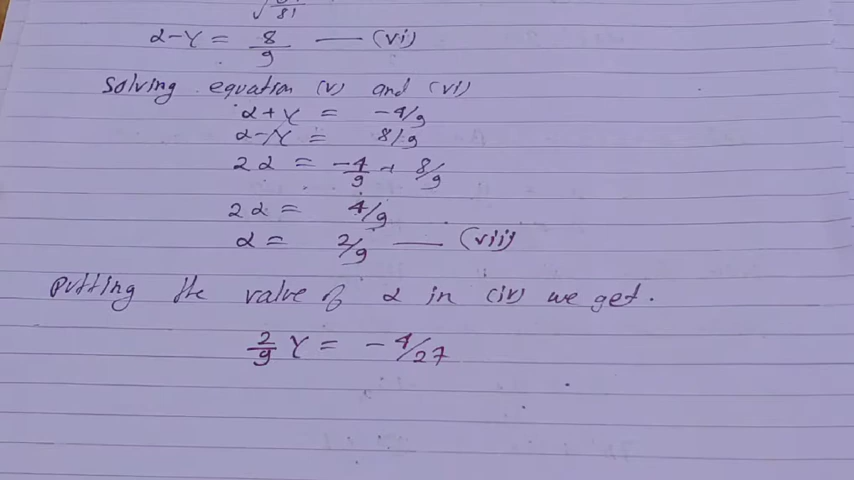 √ 81
α-γ = 8/9 —— (vi)
Solving equation (v) and (vi)
α+γ = -4/9
α-γ = 8/9
2α = -4/9 + 8/9
2α = 4/9
α = 2/9 —— (vii)
Putting the value of α in (iv) we get.
2/9 γ = -4/27